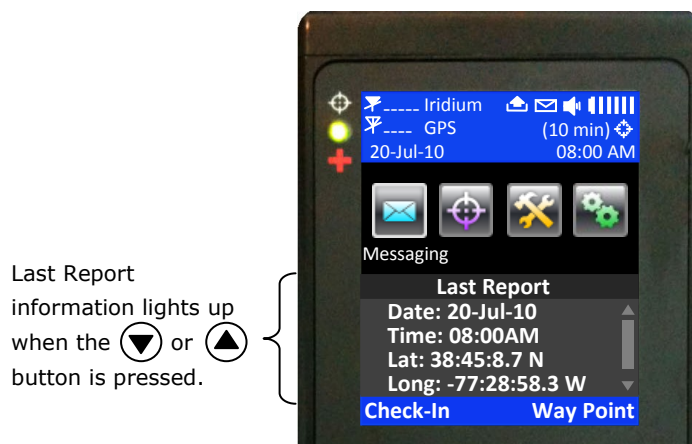 _____ Iridium
____ GPS (10 min)
20-Jul-10 08:00 AM
Messaging
Last Report
Date: 20-Jul-10
Time: 08:00AM
Lat: 38:45:8.7 N
Long: -77:28:58.3 W
Check-In Way Point
Last Report
information lights up
when the or
button is pressed.